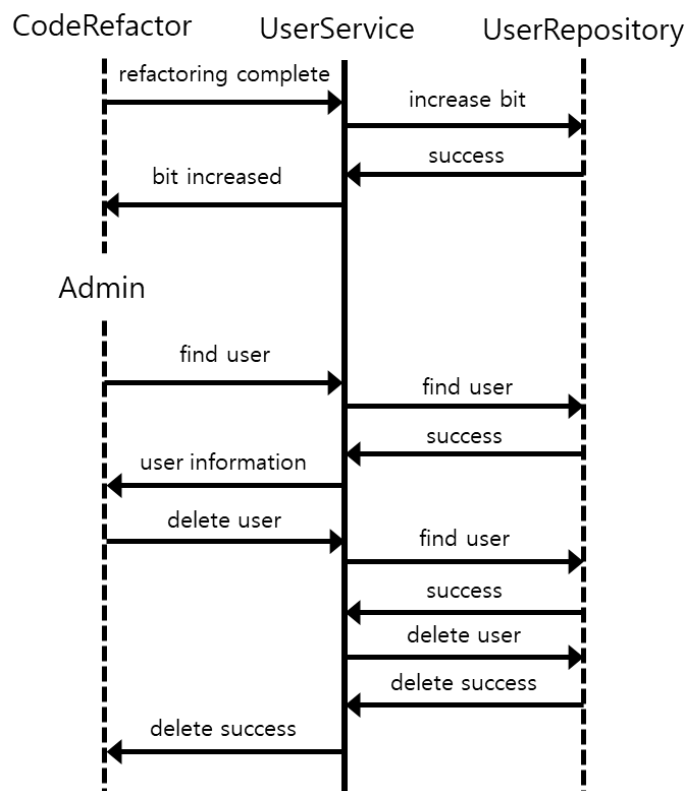 CodeRefactor
UserService
UserRepository
refactoring complete
increase bit
success
bit increased
Admin
find user
find user
success
user information
delete user
find user
success
delete user
delete success
delete success